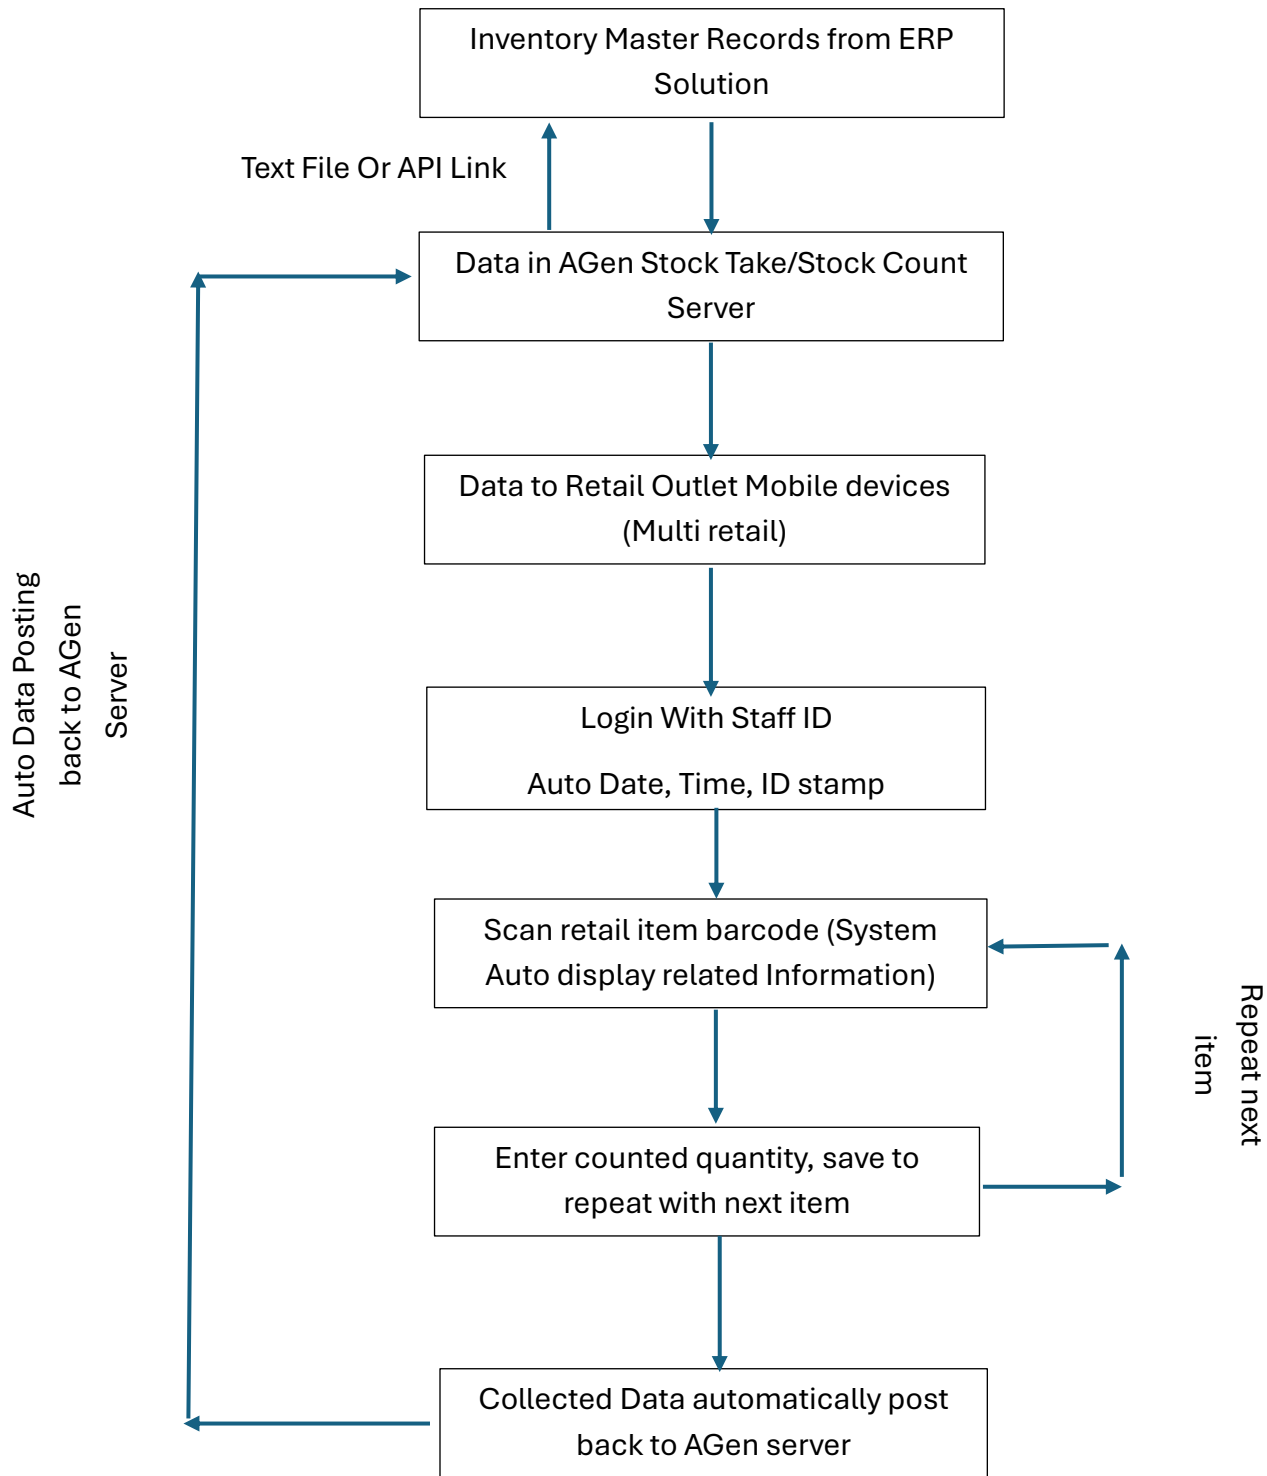 Inventory Master Records from ERP
Solution
Text File Or API Link
Data in AGen Stock Take/Stock Count
Server
Data to Retail Outlet Mobile devices
(Multi retail)
Auto Data Posting
back to AGen
Server
Login With Staff ID
Auto Date, Time, ID stamp
Scan retail item barcode (System
Auto display related Information)
Repeat next
item
Enter counted quantity, save to
repeat with next item
Collected Data automatically post
back to AGen server